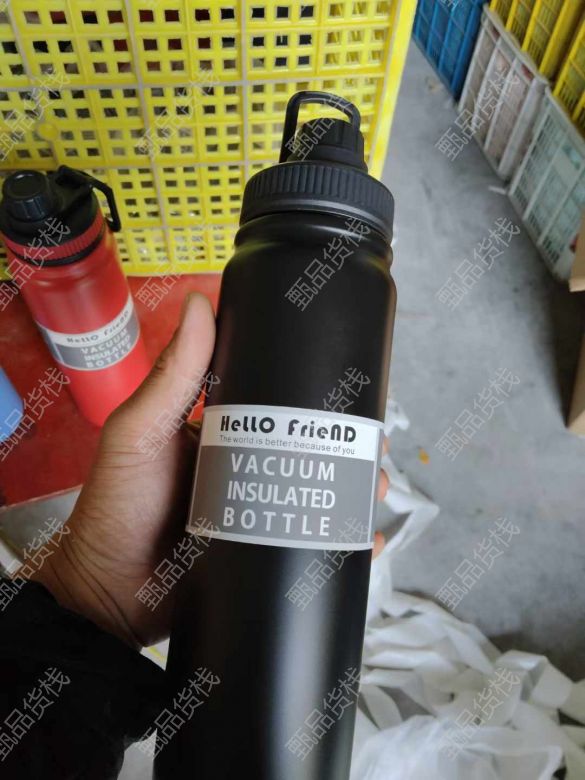 HeLLO FrieND
The world is better because of you
VACUUM
INSULATED
BOTTLE
HeLLO FrieND
VACUUM
INSULATED
BOTTLE
甄品货栈